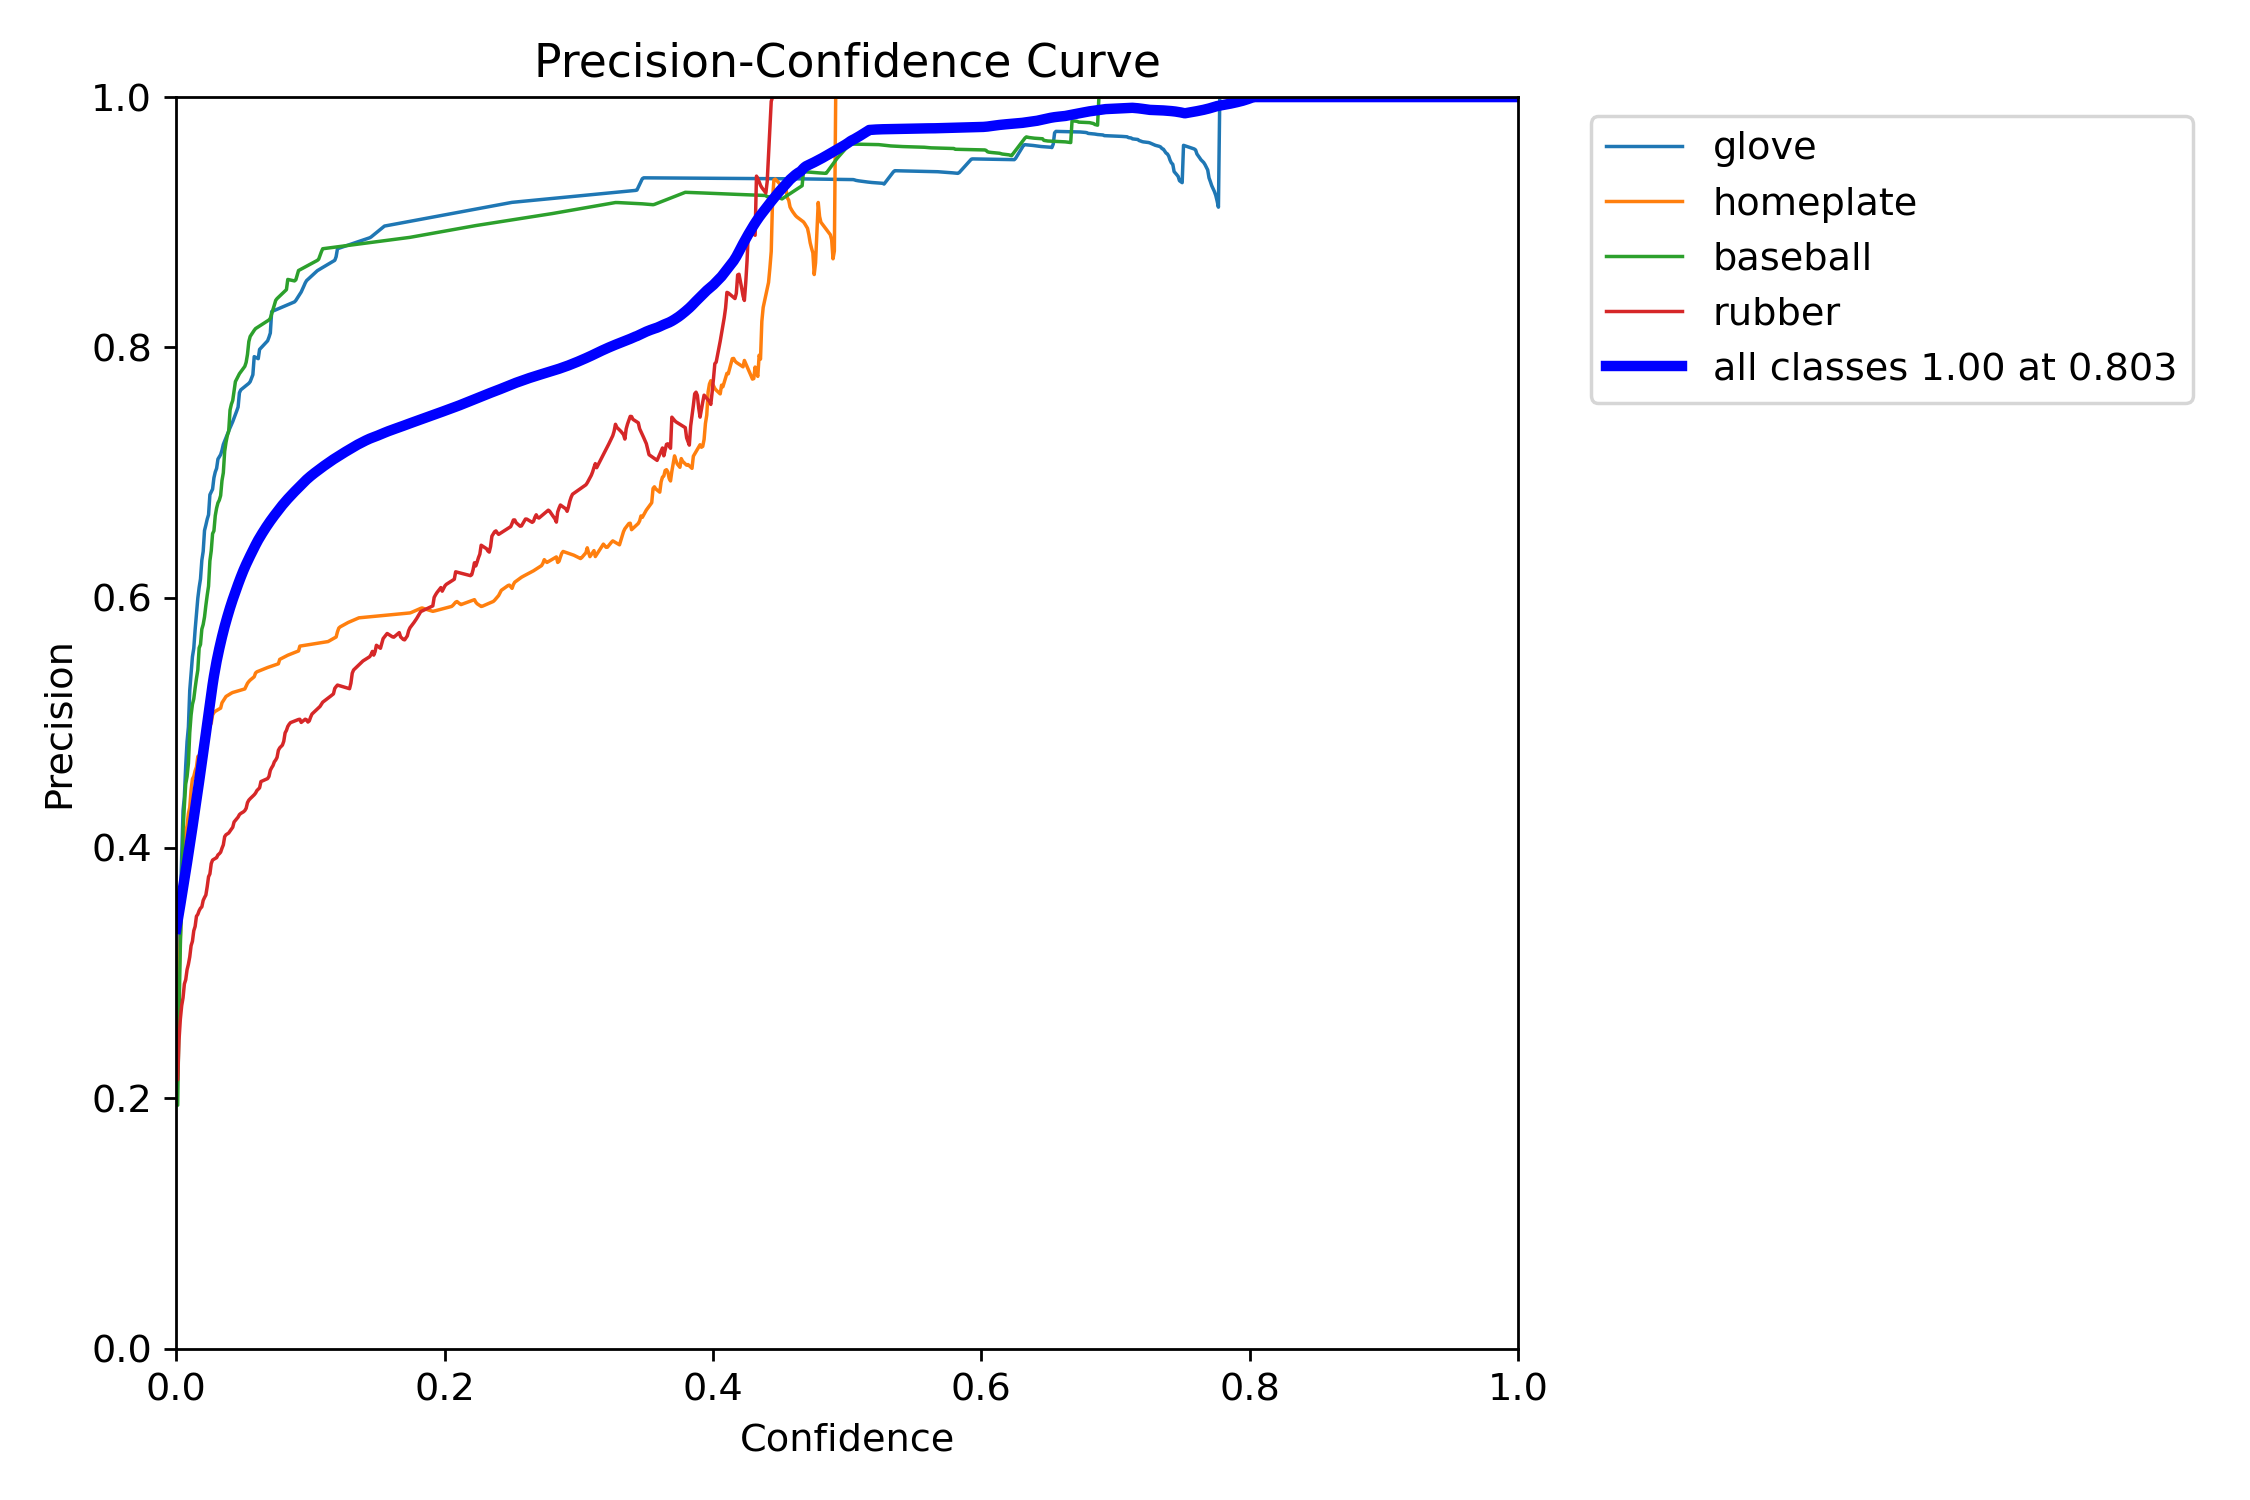 Precision-Confidence Curve
1.0
0.8
0.6
0.4
0.2
0.0
Precision
0.0 0.2 0.4 0.6 0.8 1.0
Confidence
glove
homeplate
baseball
rubber
all classes 1.00 at 0.803